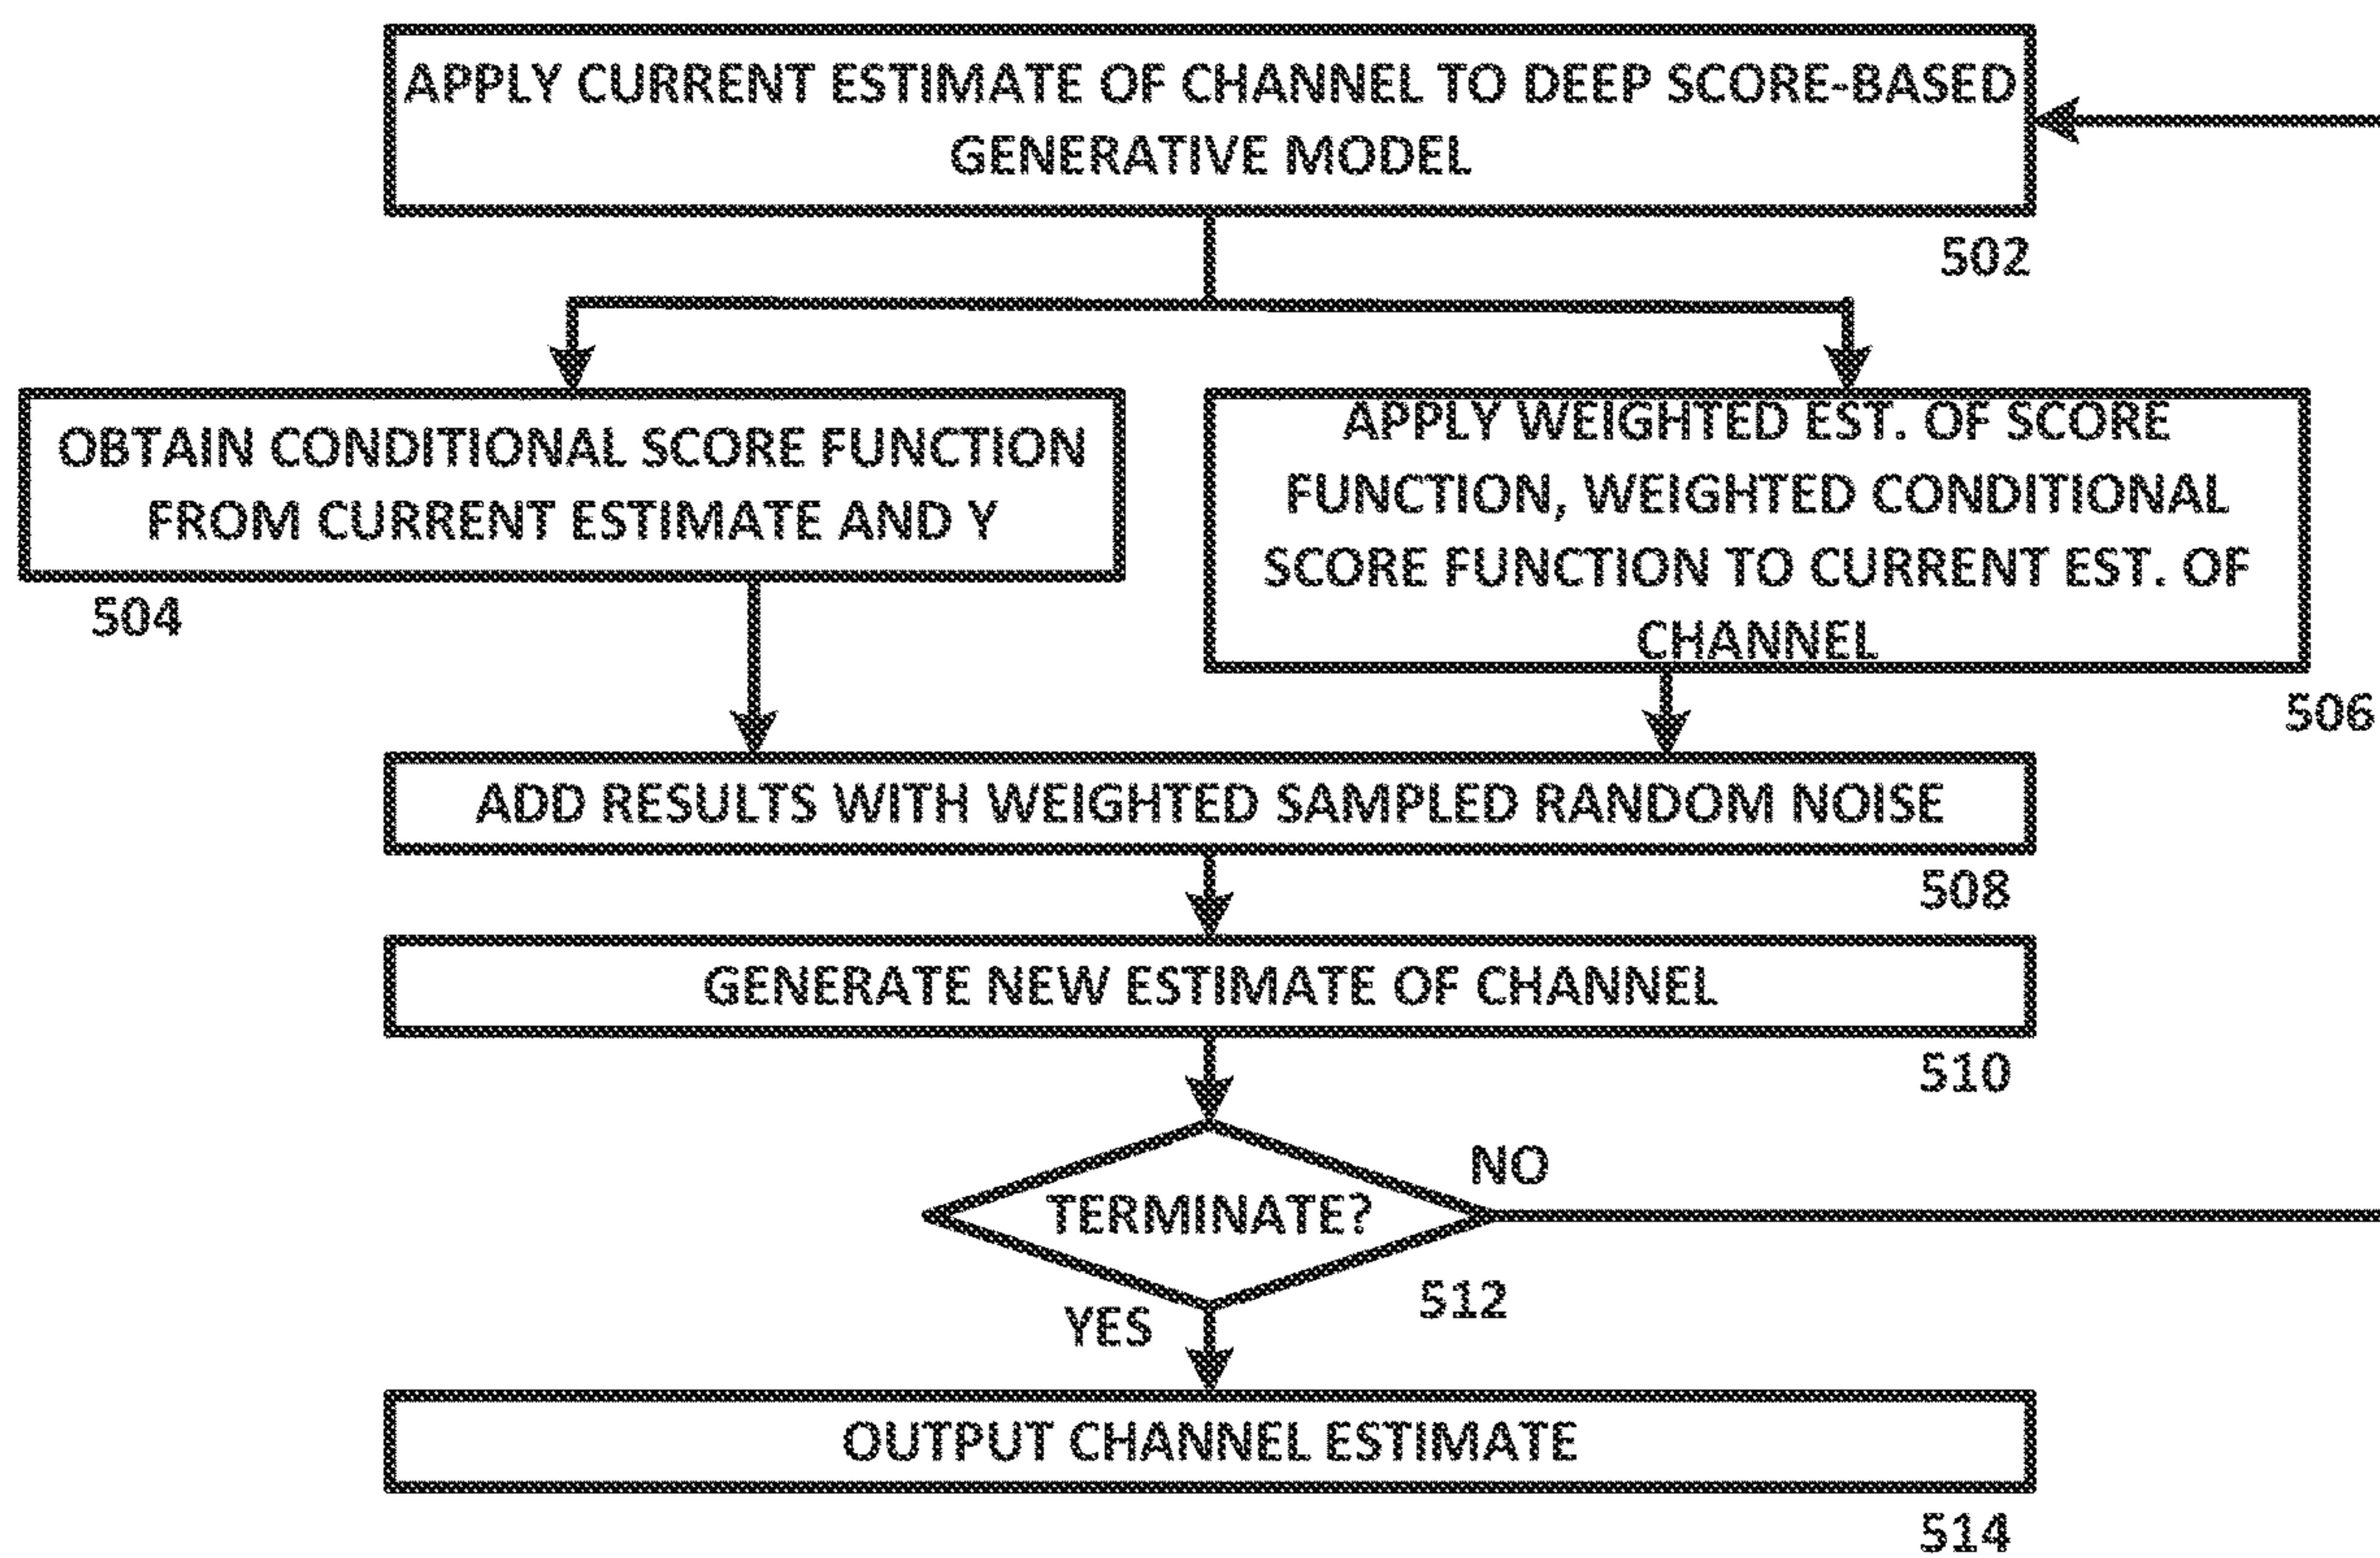 APPLY CURRENT ESTIMATE OF CHANNEL TO DEEP SCORE-BASED
GENERATIVE MODEL
502
OBTAIN CONDITIONAL SCORE FUNCTION
FROM CURRENT ESTIMATE AND Y
504
APPLY WEIGHTED EST. OF SCORE
FUNCTION, WEIGHTED CONDITIONAL
SCORE FUNCTION TO CURRENT EST. OF
CHANNEL
506
ADD RESULTS WITH WEIGHTED SAMPLED RANDOM NOISE
508
GENERATE NEW ESTIMATE OF CHANNEL
510
NO
TERMINATE?
512
YES
OUTPUT CHANNEL ESTIMATE
514